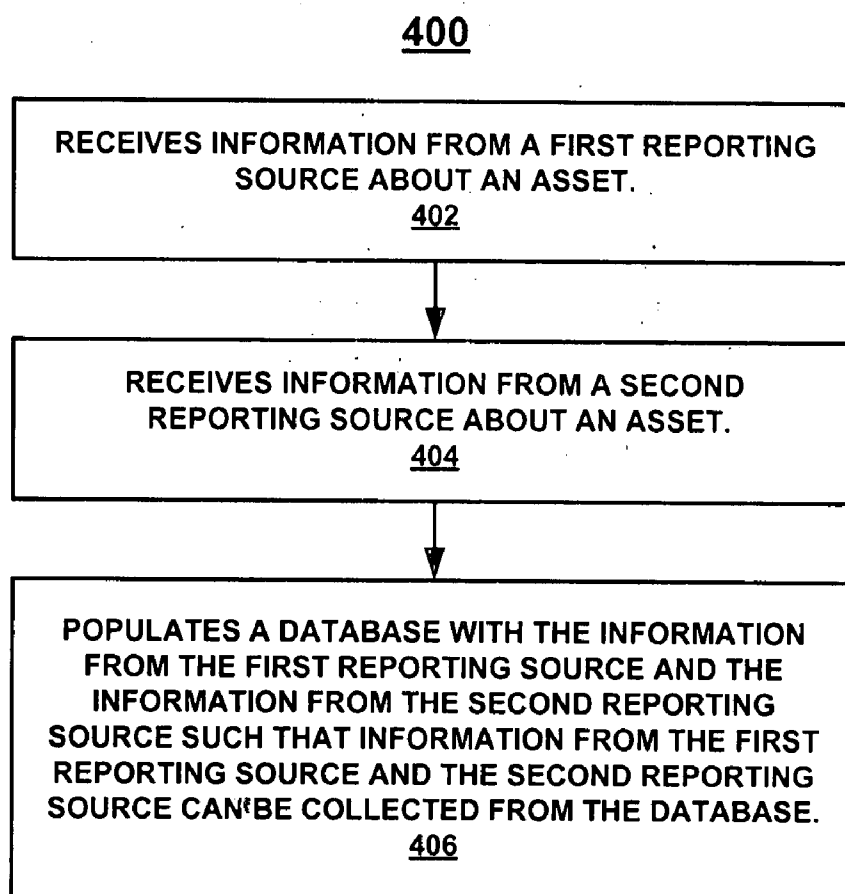 400
RECEIVES INFORMATION FROM A FIRST REPORTING
SOURCE ABOUT AN ASSET.
402
RECEIVES INFORMATION FROM A SECOND
REPORTING SOURCE ABOUT AN ASSET.
404
POPULATES A DATABASE WITH THE INFORMATION
FROM THE FIRST REPORTING SOURCE AND THE
INFORMATION FROM THE SECOND REPORTING
SOURCE SUCH THAT INFORMATION FROM THE FIRST
REPORTING SOURCE AND THE SECOND REPORTING
SOURCE CAN BE COLLECTED FROM THE DATABASE.
406